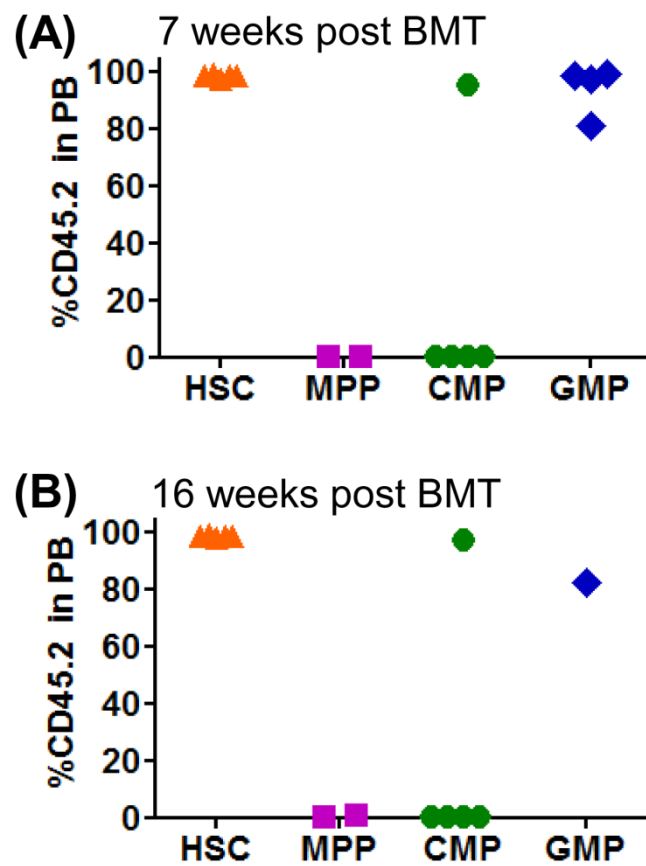 (A) 7 weeks post BMT
%CD45.2 in PB
100
80
60
40
20
0
HSC MPP CMP GMP
(B) 16 weeks post BMT
%CD45.2 in PB
100
80
60
40
20
0
HSC MPP CMP GMP